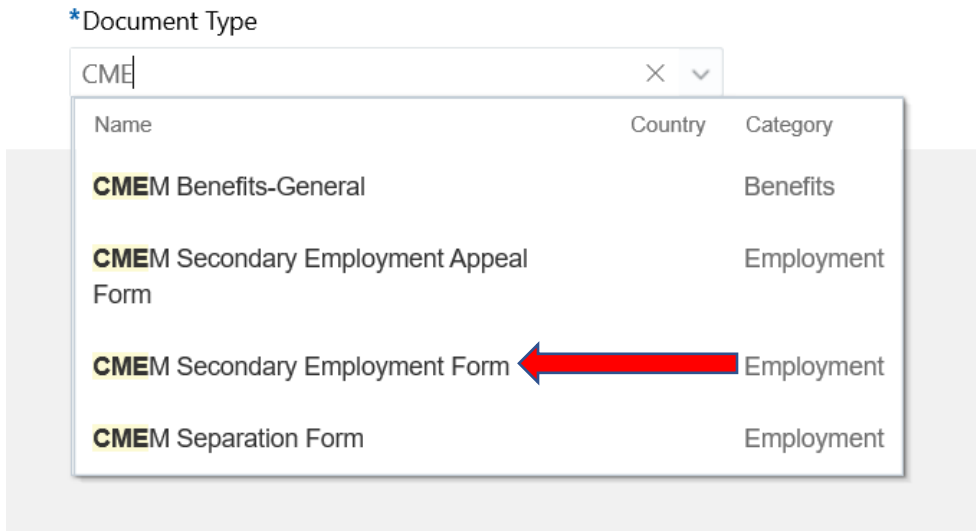 *Document Type
CME
Name Country Category
CMEM Benefits-General Benefits
CMEM Secondary Employment Appeal Employment
Form
CMEM Secondary Employment Form Employment
CMEM Separation Form Employment